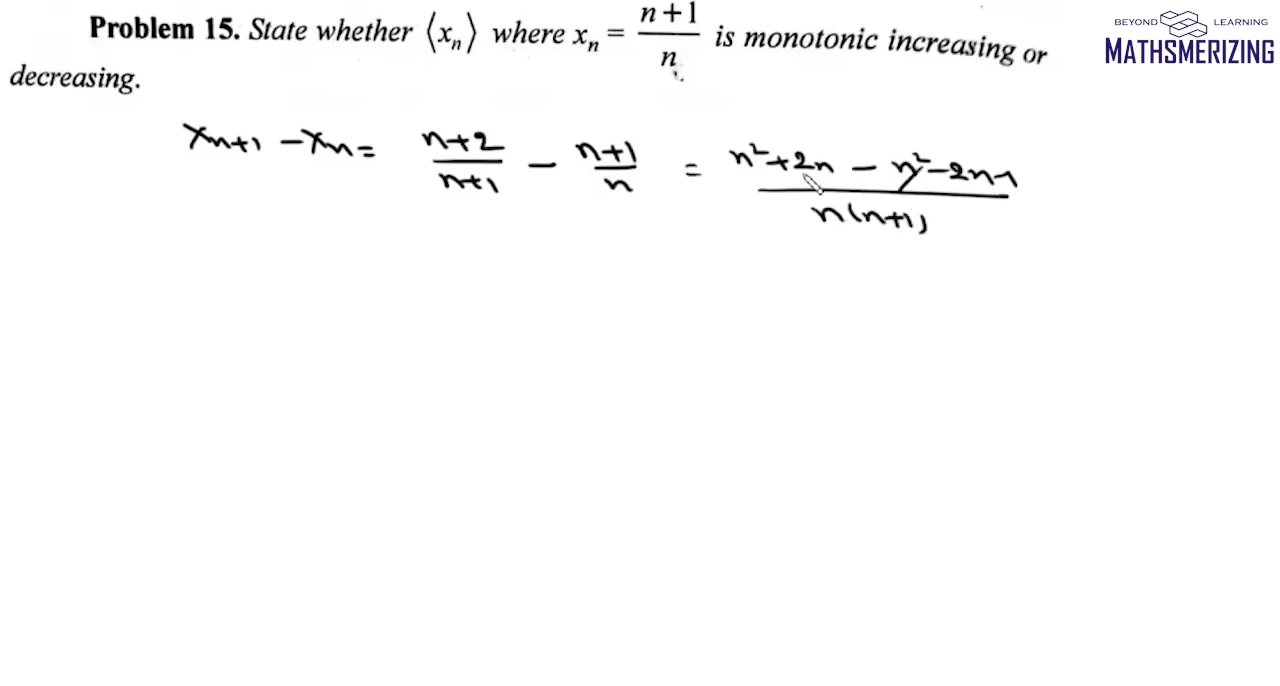 Problem 15. State whether ⟨xₙ⟩ where xₙ = (n+1)/n is monotonic increasing or
decreasing.
BEYOND LEARNING
MATHSMERIZING
xₙ₊₁ - xₙ = (n+2)/(n+1) - (n+1)/n = (n²+2n - n²-2n-1)/(n(n+1))